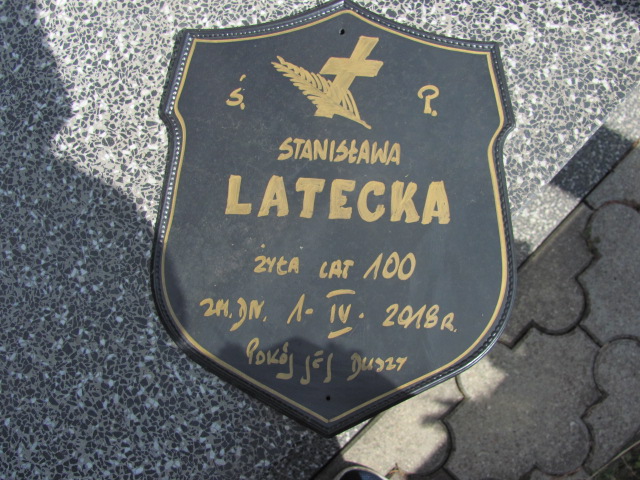 Ś. P.
STANISŁAWA
LATECKA
ŻYŁA LAT 100
ZM. DN. 1-IV-2018 R.
POKÓJ JEJ DUSZY